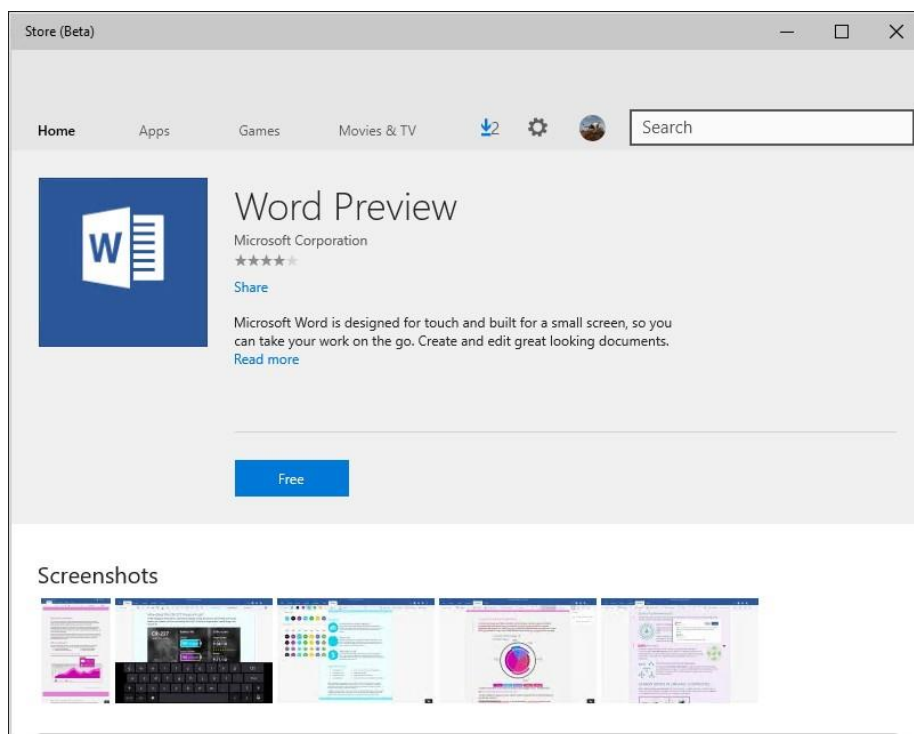 Store (Beta)
Home Apps Games Movies & TV 2 Search
W
Word Preview
Microsoft Corporation
Share
Microsoft Word is designed for touch and built for a small screen, so you
can take your work on the go. Create and edit great looking documents.
Read more
Free
Screenshots